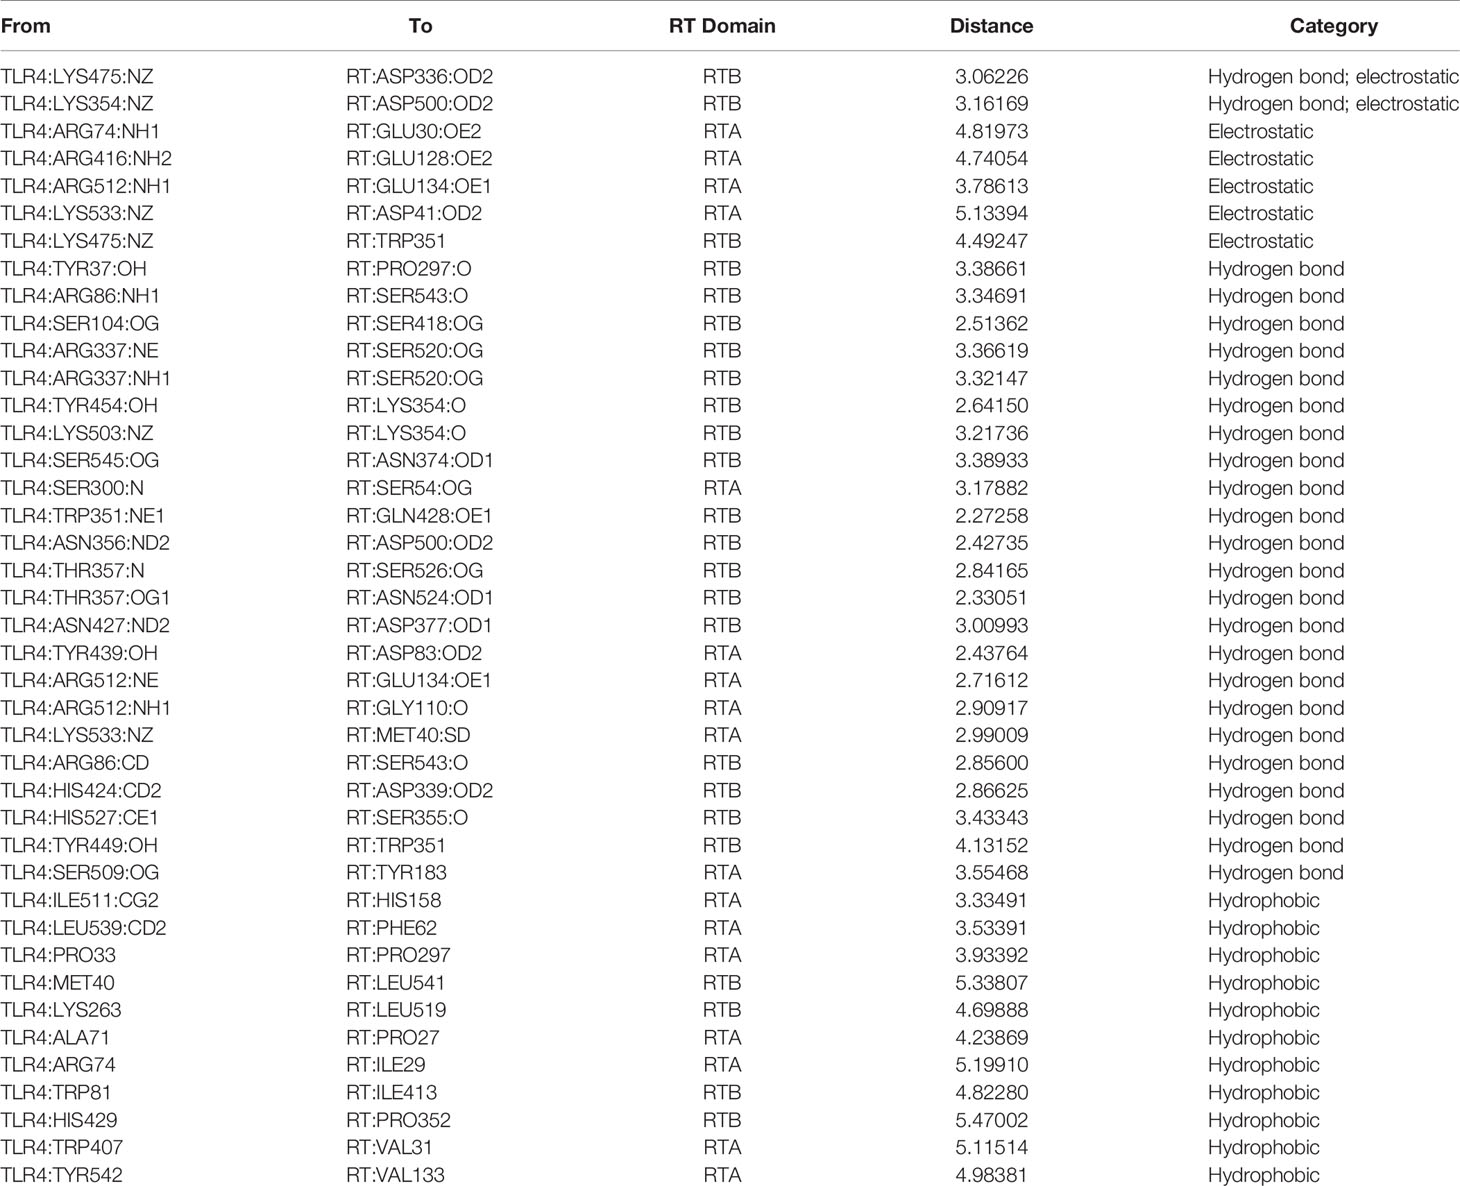 From To RT Domain Distance Category
TLR4:LYS475:NZ RT:ASP336:OD2 RTB 3.06226 Hydrogen bond; electrostatic
TLR4:LYS354:NZ RT:ASP500:OD2 RTB 3.16169 Hydrogen bond; electrostatic
TLR4:ARG74:NH1 RT:GLU30:OE2 RTA 4.81973 Electrostatic
TLR4:ARG416:NH2 RT:GLU128:OE2 RTA 4.74054 Electrostatic
TLR4:ARG512:NH1 RT:GLU134:OE1 RTA 3.78613 Electrostatic
TLR4:LYS533:NZ RT:ASP41:OD2 RTA 5.13394 Electrostatic
TLR4:LYS475:NZ RT:TRP351 RTB 4.49247 Electrostatic
TLR4:TYR37:OH RT:PRO297:O RTB 3.38661 Hydrogen bond
TLR4:ARG86:NH1 RT:SER543:O RTB 3.34691 Hydrogen bond
TLR4:SER104:OG RT:SER418:OG RTB 2.51362 Hydrogen bond
TLR4:ARG337:NE RT:SER520:OG RTB 3.36619 Hydrogen bond
TLR4:ARG337:NH1 RT:SER520:OG RTB 3.32147 Hydrogen bond
TLR4:TYR454:OH RT:LYS354:O RTB 2.64150 Hydrogen bond
TLR4:LYS503:NZ RT:LYS354:O RTB 3.21736 Hydrogen bond
TLR4:SER545:OG RT:ASN374:OD1 RTB 3.38933 Hydrogen bond
TLR4:SER300:N RT:SER54:OG RTA 3.17882 Hydrogen bond
TLR4:TRP351:NE1 RT:GLN428:OE1 RTB 2.27258 Hydrogen bond
TLR4:ASN356:ND2 RT:ASP500:OD2 RTB 2.42735 Hydrogen bond
TLR4:THR357:N RT:SER526:OG RTB 2.84165 Hydrogen bond
TLR4:THR357:OG1 RT:ASN524:OD1 RTB 2.33051 Hydrogen bond
TLR4:ASN427:ND2 RT:ASP377:OD1 RTB 3.00993 Hydrogen bond
TLR4:TYR439:OH RT:ASP83:OD2 RTA 2.43764 Hydrogen bond
TLR4:ARG512:NE RT:GLU134:OE1 RTA 2.71612 Hydrogen bond
TLR4:ARG512:NH1 RT:GLY110:O RTA 2.90917 Hydrogen bond
TLR4:LYS533:NZ RT:MET40:SD RTA 2.99009 Hydrogen bond
TLR4:ARG86:CD RT:SER543:O RTB 2.85600 Hydrogen bond
TLR4:HIS424:CD2 RT:ASP339:OD2 RTB 2.86625 Hydrogen bond
TLR4:HIS527:CE1 RT:SER355:O RTB 3.43343 Hydrogen bond
TLR4:TYR449:OH RT:TRP351 RTB 4.13152 Hydrogen bond
TLR4:SER509:OG RT:TYR183 RTA 3.55468 Hydrogen bond
TLR4:ILE511:CG2 RT:HIS158 RTA 3.33491 Hydrophobic
TLR4:LEU539:CD2 RT:PHE62 RTA 3.53391 Hydrophobic
TLR4:PRO33 RT:PRO297 RTA 3.93392 Hydrophobic
TLR4:MET40 RT:LEU541 RTB 5.33807 Hydrophobic
TLR4:LYS263 RT:LEU519 RTB 4.69888 Hydrophobic
TLR4:ALA71 RT:PRO27 RTA 4.23869 Hydrophobic
TLR4:ARG74 RT:ILE29 RTA 5.19910 Hydrophobic
TLR4:TRP81 RT:ILE413 RTB 4.82280 Hydrophobic
TLR4:HIS429 RT:PRO352 RTB 5.47002 Hydrophobic
TLR4:TRP407 RT:VAL31 RTA 5.11514 Hydrophobic
TLR4:TYR542 RT:VAL133 RTA 4.98381 Hydrophobic